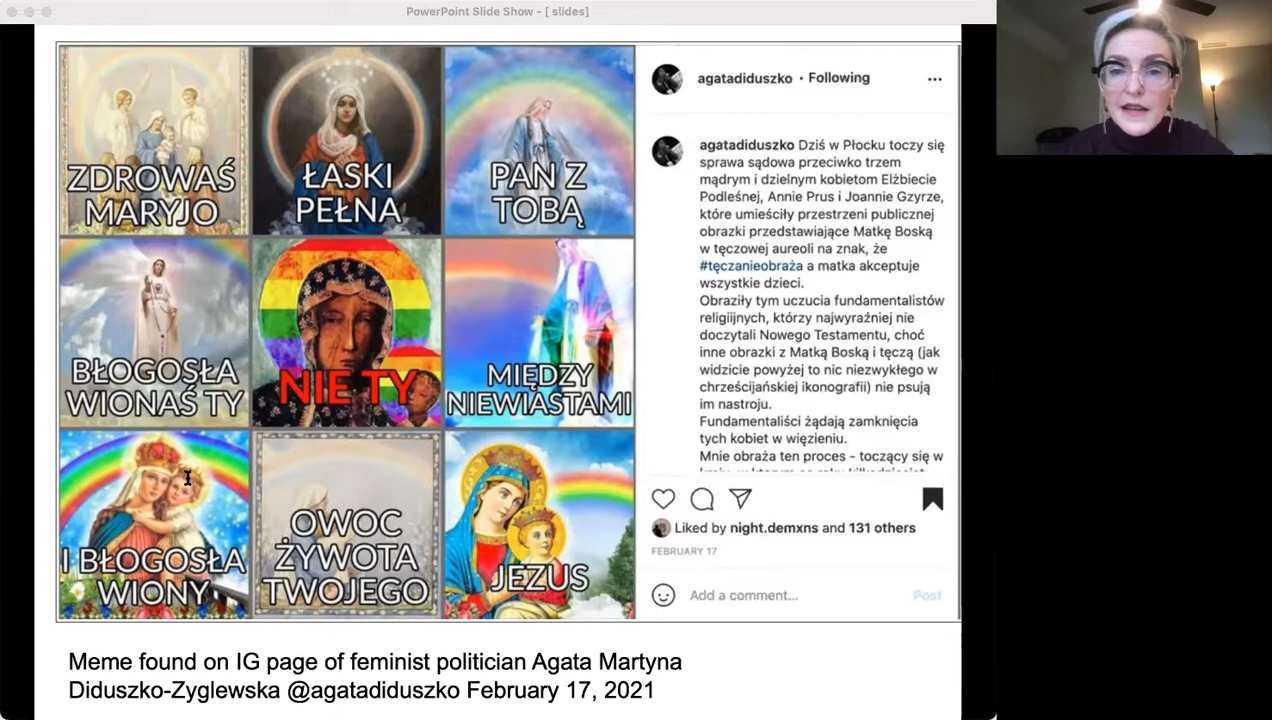 PowerPoint Slide Show - [ slides]
ZDROWAŚ
MARYJO
ŁASKI
PEŁNA
PAN Z
TOBĄ
BŁOGOSŁA
WIONAŚ TY
NIE TY
MIĘDZY
NIEWIASTAMI
I BŁOGOSŁA
WIONY
OWOC
ŻYWOTA
TWOJEGO
JEZUS
agatadiduszko • Following
agatadiduszko Dziś w Płocku toczy się
sprawa sądowa przeciwko trzem
mądrym i dzielnym kobietom Elżbiecie
Podleśnej, Annie Prus i Joannie Gzyrze,
które umieściły przestrzeni publicznej
obrazki przedstawiające Matkę Boską
w tęczowej aureoli na znak, że
#tęczanieobraża a matka akceptuje
wszystkie dzieci.
Obraziły tym uczucia fundamentalistów
religiijnych, którzy najwyraźniej nie
doczytali Nowego Testamentu, choć
inne obrazki z Matką Boską i tęczą (jak
widzicie powyżej to nic niezwykłego w
chrześcijańskiej ikonografii) nie psują
im nastroju.
Fundamentaliści żądają zamknięcia
tych kobiet w więzieniu.
Mnie obraża ten proces - toczący się w
Liked by night.demxns and 131 others
FEBRUARY 17
Add a comment...
Post
Meme found on IG page of feminist politician Agata Martyna
Diduszko-Zyglewska @agatadiduszko February 17, 2021